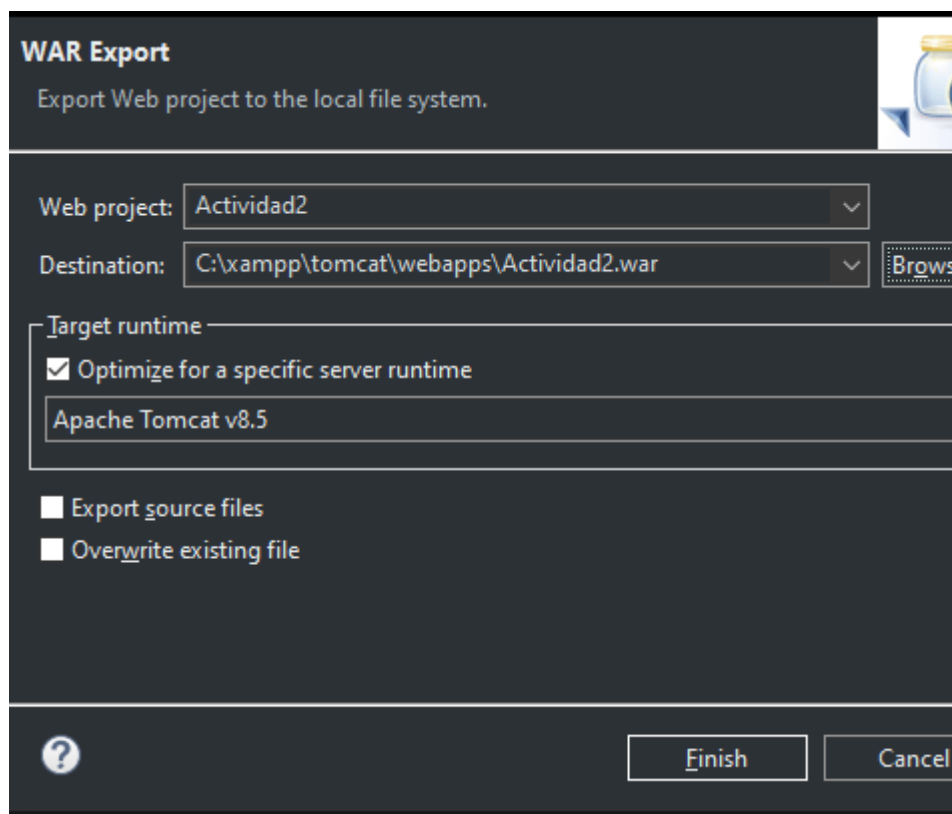 WAR Export
Export Web project to the local file system.
Web project: Actividad2
Destination: C:\xampp\tomcat\webapps\Actividad2.war Brows
Target runtime
Optimize for a specific server runtime
Apache Tomcat v8.5
Export source files
Overwrite existing file
? Finish Cancel